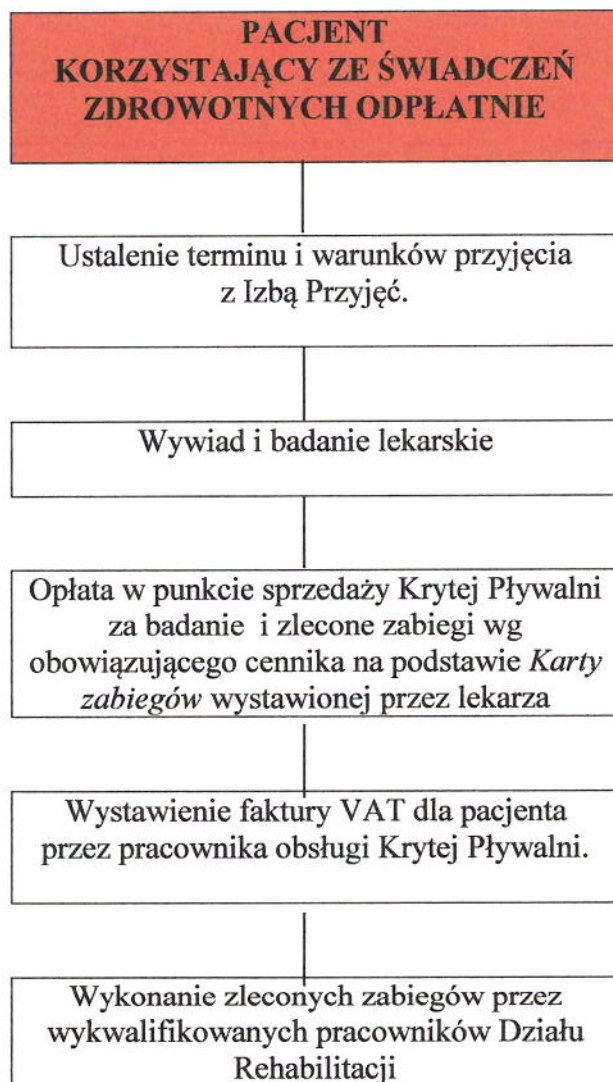 PACJENT
KORZYSTAJĄCY ZE ŚWIADCZEŃ
ZDROWOTNYCH ODPŁATNIE
Ustalenie terminu i warunków przyjęcia
z Izbą Przyjęć.
Wywiad i badanie lekarskie
Opłata w punkcie sprzedaży Krytej Pływalni
za badanie i zlecone zabiegi wg
obowiązującego cennika na podstawie Karty
zabiegów wystawionej przez lekarza
Wystawienie faktury VAT dla pacjenta
przez pracownika obsługi Krytej Pływalni.
Wykonanie zleconych zabiegów przez
wykwalifikowanych pracowników Działu
Rehabilitacji